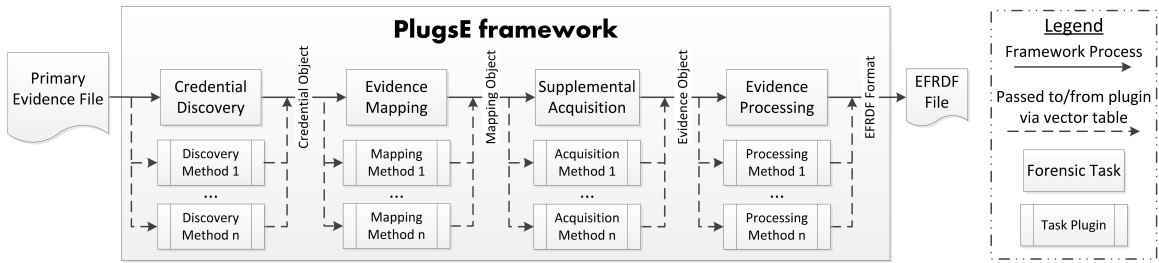 PlugsE framework
Primary
Evidence File
Credential
Discovery
Discovery
Method 1
...
Discovery
Method n
Credential Object
Evidence
Mapping
Mapping
Method 1
...
Mapping
Method n
Mapping Object
Supplemental
Acquisition
Acquisition
Method 1
...
Acquisition
Method n
Evidence Object
Evidence
Processing
Processing
Method 1
...
Processing
Method n
EFRDF Format
EFRDF
File
Legend
Framework Process
Passed to/from plugin
via vector table
Forensic Task
Task Plugin